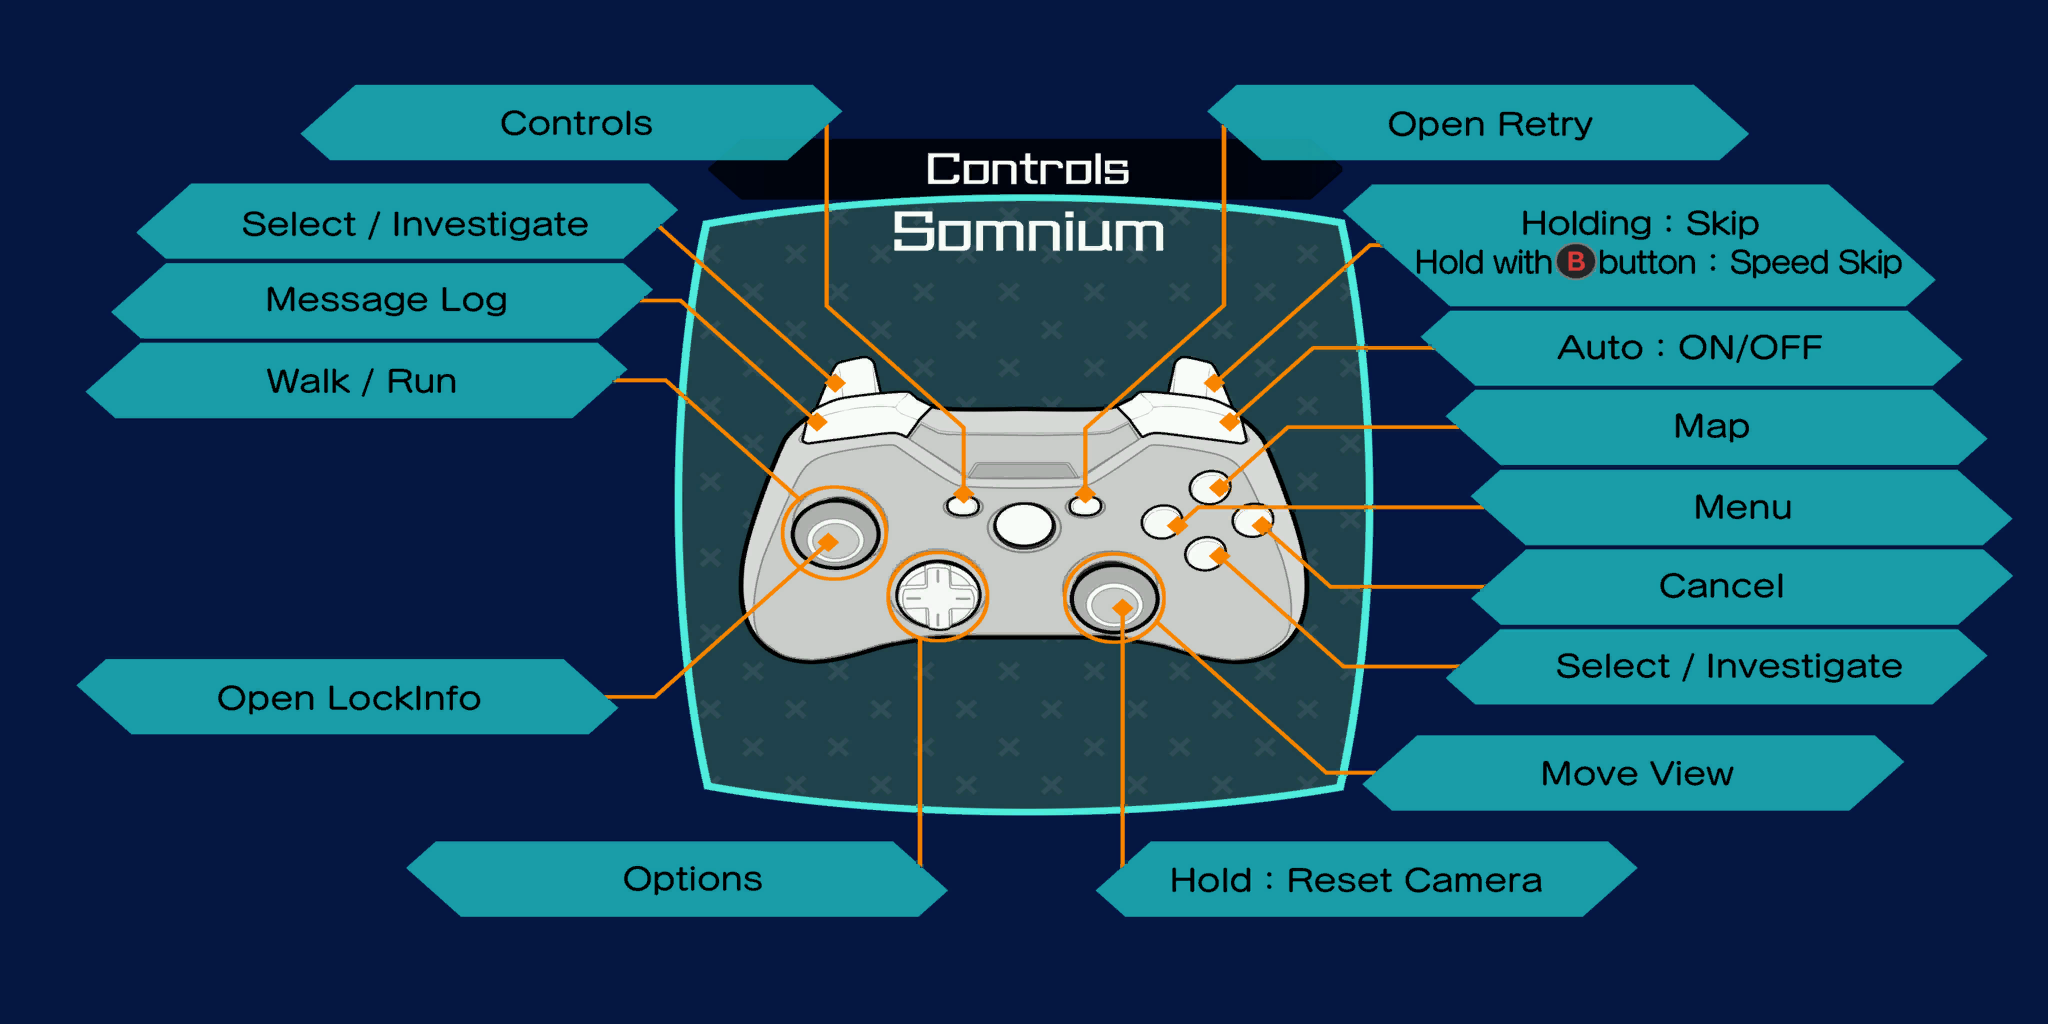 Controls
Open Retry
Controls
Somnium
Select / Investigate
Message Log
Walk / Run
Open LockInfo
Options
Holding : Skip
Hold with B button : Speed Skip
Auto : ON/OFF
Map
Menu
Cancel
Select / Investigate
Move View
Hold : Reset Camera